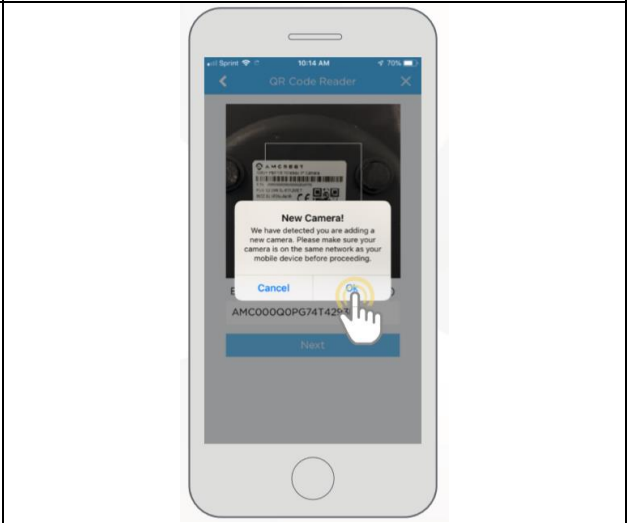 Sprint
10:14 AM
70%
QR Code Reader
AMCREST
New Camera!
We have detected you are adding a
new camera. Please make sure your
camera is on the same network as your
mobile device before proceeding.
Cancel
Ok
Next